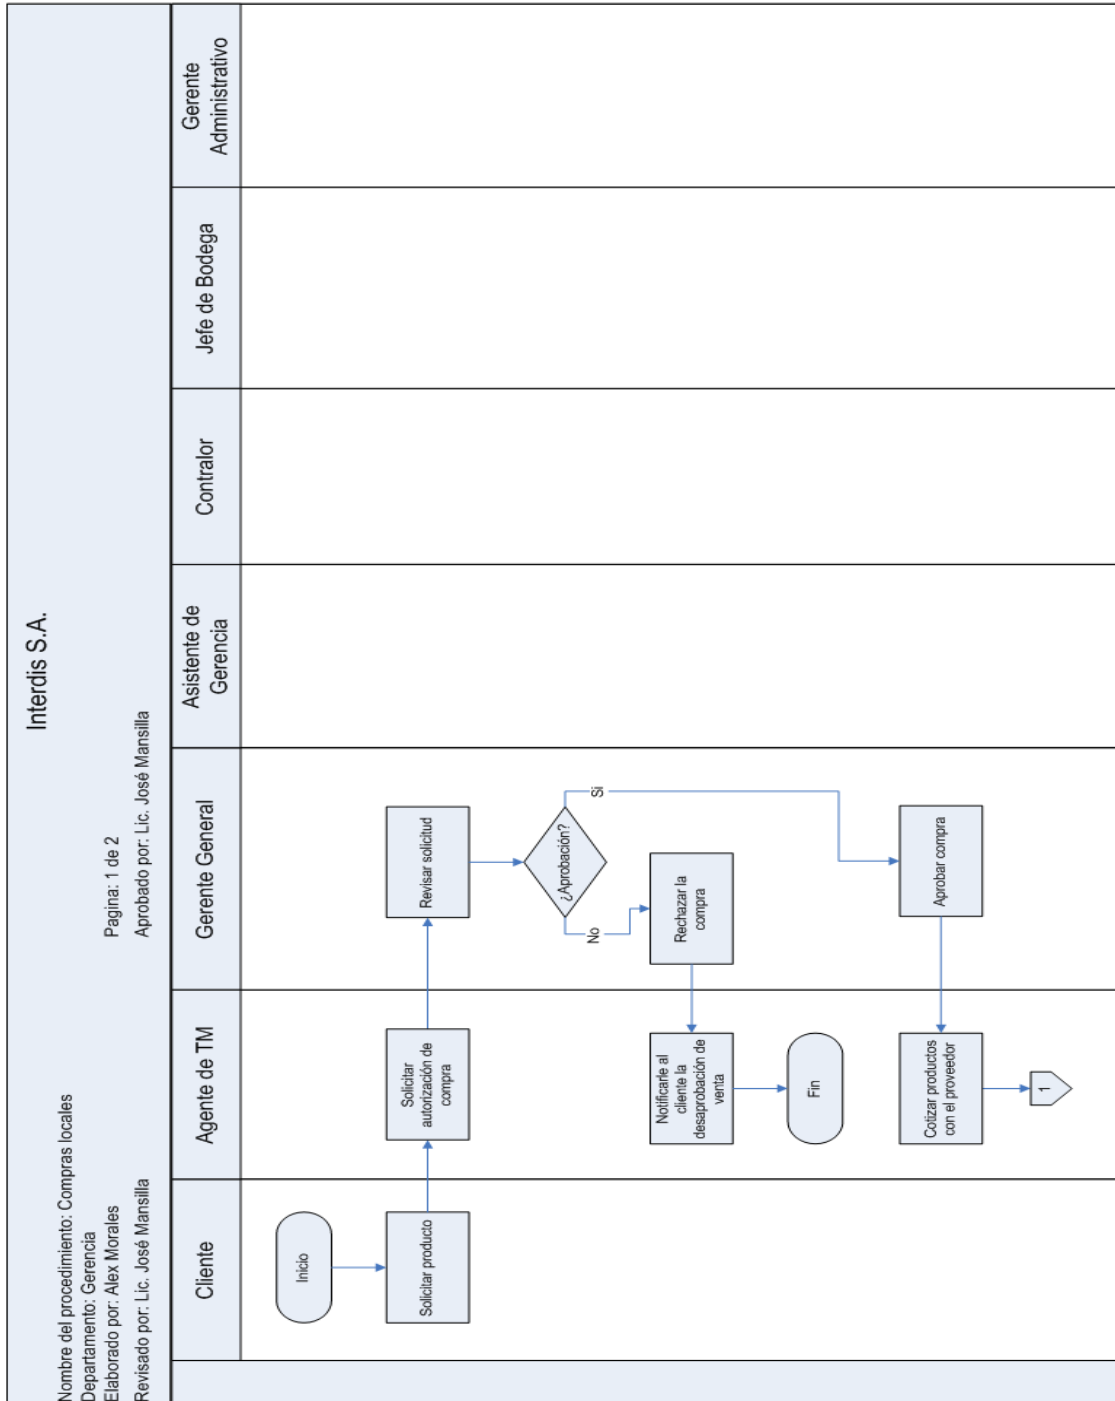 Interdis S.A.
Nombre del procedimiento: Compras locales
Departamento: Gerencia
Elaborado por: Alex Morales
Pagina: 1 de 2
Revisado por: Lic. José Mansilla
Aprobado por: Lic. José Mansilla
Cliente
Agente de TM
Gerente General
Asistente de
Gerencia
Contralor
Jefe de Bodega
Gerente
Administrativo
Inicio
Solicitar producto
Solicitar
autorización de
compra
Revisar solicitud
¿Aprobación?
No
Si
Rechazar la
compra
Notificarle al
cliente la
desaprobación de
venta
Fin
Aprobar compra
Cotizar productos
con el proveedor
1